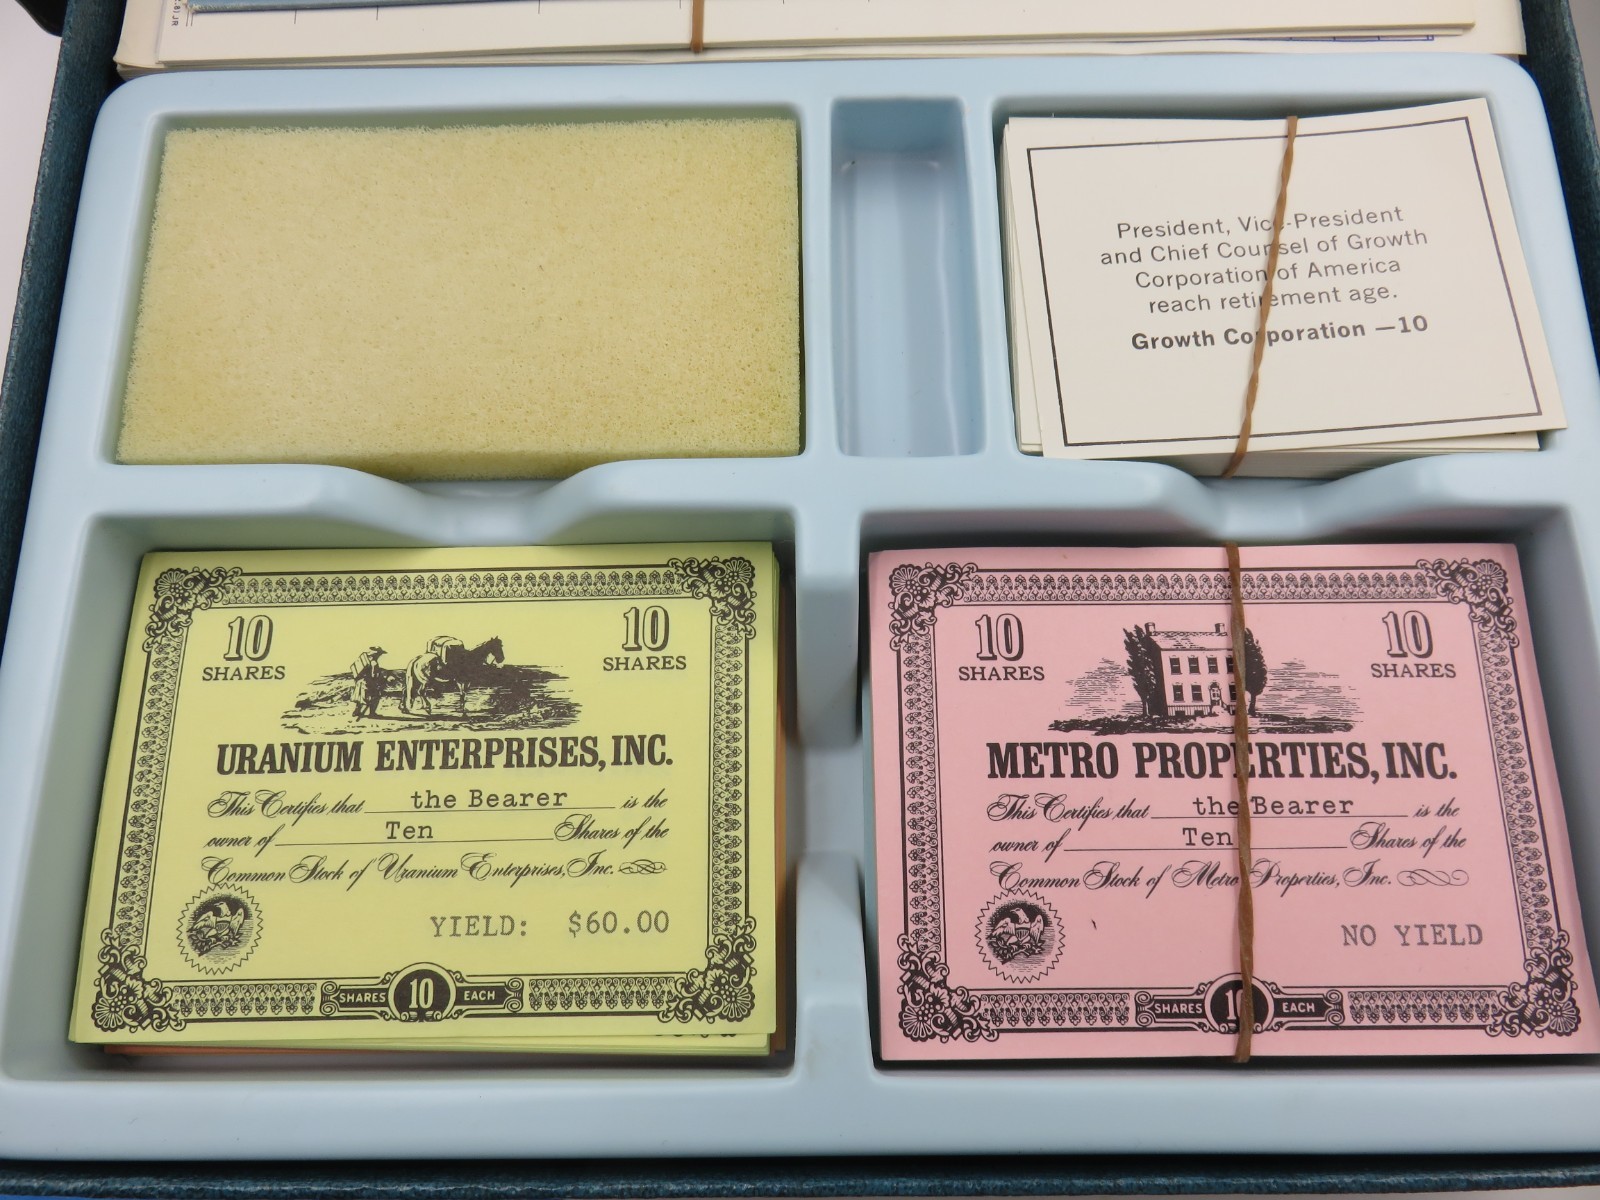 .8) J.R
President, Vice-President
and Chief Counsel of Growth
Corporation of America
reach retirement age.
Growth Corporation —10
10
SHARES
10
SHARES
URANIUM ENTERPRISES, INC.
This Certifies that the Bearer is the
owner of Ten Shares of the
Common Stock of Uranium Enterprises, Inc.
YIELD: $60.00
SHARES 10 EACH
10
SHARES
10
SHARES
METRO PROPERTIES, INC.
This Certifies that the Bearer is the
owner of Ten Shares of the
Common Stock of Metro Properties, Inc.
NO YIELD
SHARES 10 EACH